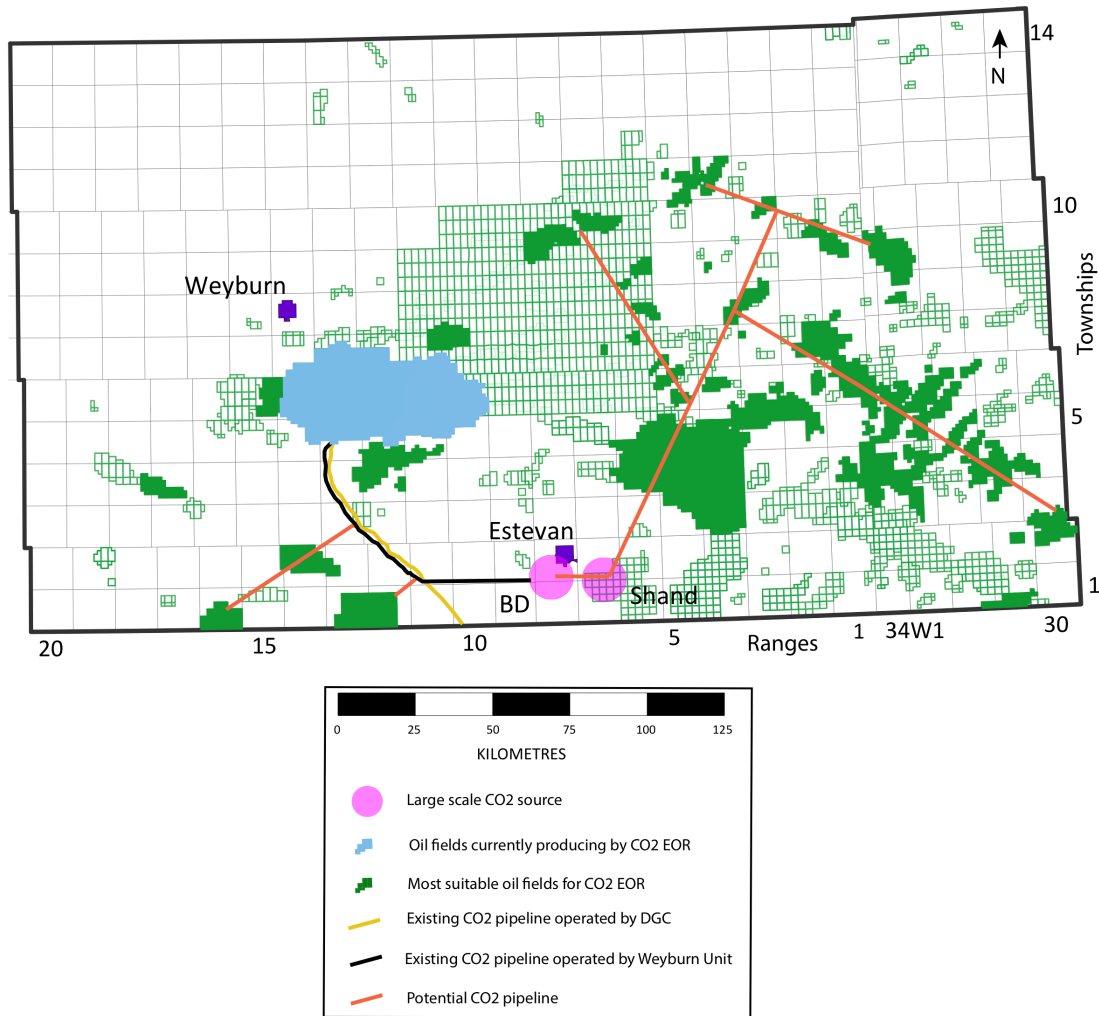 14
N
10
Weyburn
Townships
5
Estevan
BD
Shand
1
20
15
10
5
Ranges
1
34W1
30
0 25 50 75 100 125
KILOMETRES
Large scale CO2 source
Oil fields currently producing by CO2 EOR
Most suitable oil fields for CO2 EOR
Existing CO2 pipeline operated by DGC
Existing CO2 pipeline operated by Weyburn Unit
Potential CO2 pipeline